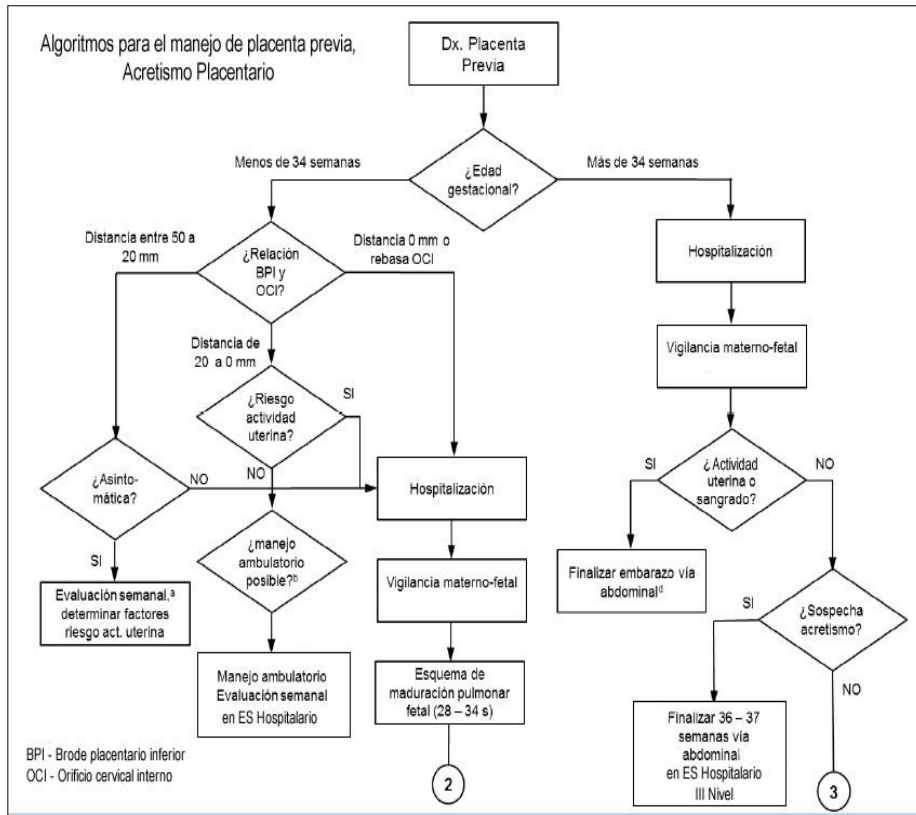 Algoritmos para el manejo de placenta previa,
Acretismo Placentario
Dx. Placenta
Previa
¿Edad
gestacional?
Menos de 34 semanas
Más de 34 semanas
¿Relación
BPI y
OCI?
Distancia entre 50 a
20 mm
Distancia 0 mm o
rebasa OCI
Distancia de
20 a 0 mm
¿Riesgo
actividad
uterina?
SI
NO
¿Asinto-
mática?
NO
SI
Evaluación semanal,ª
determinar factores
riesgo act. uterina
¿manejo
ambulatorio
posible?ᵇ
Manejo ambulatorio
Evaluación semanal
en ES Hospitalario
Hospitalización
Vigilancia materno-fetal
Esquema de
maduración pulmonar
fetal (28 – 34 s)
2
Hospitalización
Vigilancia materno-fetal
¿Actividad
uterina o
sangrado?
SI
NO
Finalizar embarazo vía
abdominalᵈ
¿Sospecha
acretismo?
SI
NO
Finalizar 36 – 37
semanas vía
abdominal
en ES Hospitalario
III Nivel
3
BPI - Brode placentario inferior
OCI - Orificio cervical interno